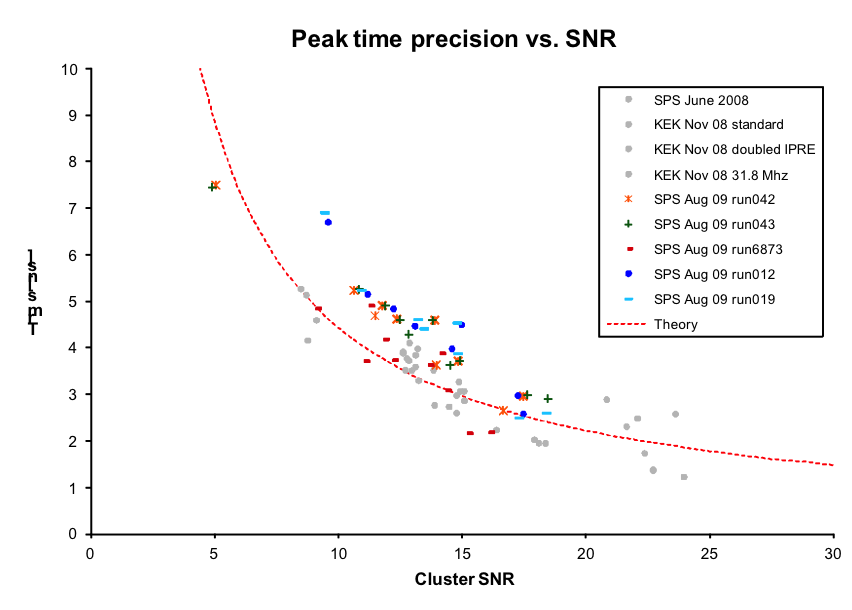 Peak time precision vs. SNR
10
9
8
7
6
5
4
3
2
1
0
0 5 10 15 20 25 30
Cluster SNR
SPS June 2008
KEK Nov 08 standard
KEK Nov 08 doubled IPRE
KEK Nov 08 31.8 Mhz
SPS Aug 09 run042
SPS Aug 09 run043
SPS Aug 09 run6873
SPS Aug 09 run012
SPS Aug 09 run019
Theory